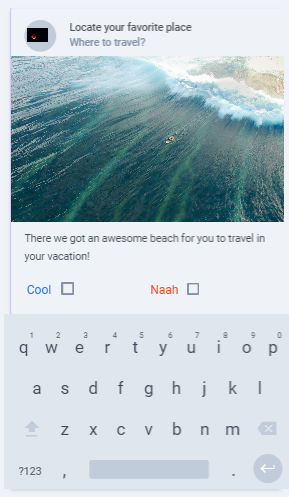 Locate your favorite place
Where to travel?
There we got an awesome beach for you to travel in
your vacation!
Cool
Naah
1 2 3 4 5 6 7 8 9 0
q w e r t y u i o p
a s d f g h j k l
z x c v b n m
?123 , .